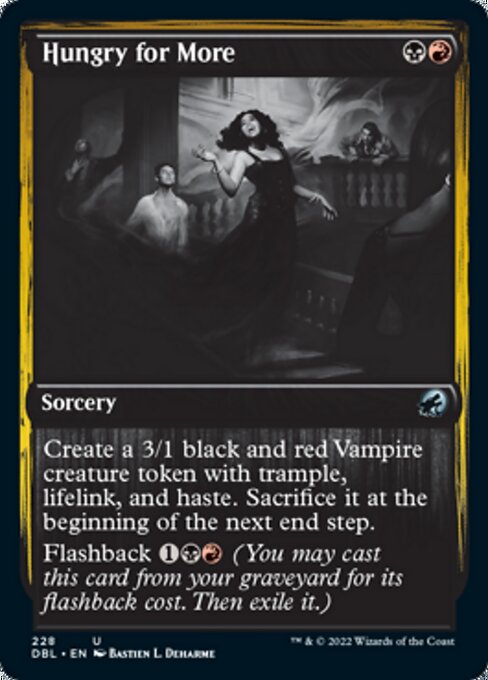 Hungry for More
Sorcery
Create a 3/1 black and red Vampire
creature token with trample,
lifelink, and haste. Sacrifice it at the
beginning of the next end step.
Flashback 1 (You may cast
this card from your graveyard for its
flashback cost. Then exile it.)
228 U
DBL • EN Bastien L. Deharme
™ & © 2022 Wizards of the Coast